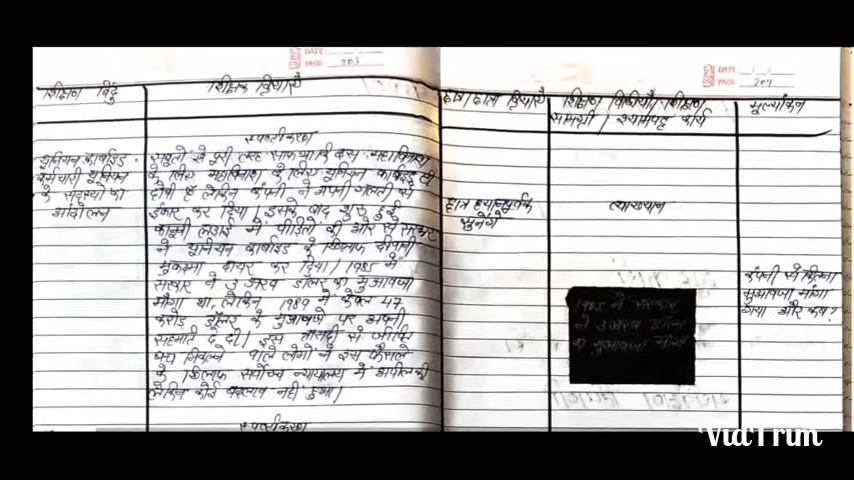 DATE
PAGE 203
DATE
PAGE 204
शिक्षण बिंदु
शिक्षक क्रियाऐं
छात्र/छात्रा क्रियाऐं
शिक्षण विधियाँ/शिक्षण
सामग्री/श्यामपट्ट कार्य
मूल्यांकन
यूनियन कार्बाइड
कर्मचारी यूनियन
के सदस्यो का
आंदोलन
स्पष्टीकरण
सबूतो से पूरी तरह साफ था कि इस महाविनाश
के लिए महाविनाश के लिए यूनियन कार्बाइड ही
दोषी है लेकिन कंपनी ने अपनी गलती से
इंकार कर दिया। इसके बाद शुरू हुई
कानूनी लड़ाई में पीडितो की ओर से सरकार
ने यूनियन कार्बाइड के खिलाफ दीवानी
मुकदमा दायर कर दिया। 1985 में
सरकार ने 3 अरब डॉलर का मुआवजा
माँगा था, लेकिन 1989 में केवल 47
करोड़ डॉलर के मुआवजे पर अपनी
सहमति दे दी। इस त्रासदी से जीवित
बच निकलने वाले लोगो ने इस फैसले
के खिलाफ सर्वोच्च न्यायालय में अपील की
लेकिन कोई बदलाव नहीं हुआ।
स्पष्टीकरण
छात्र ध्यानपूर्वक
सुनेंगे
व्याख्यान
1985 में सरकार
ने 3 अरब डॉलर
का मुआवजा मांगा
कंपनी से कितना
मुआवजा मांगा
गया और कब?
VidTrim